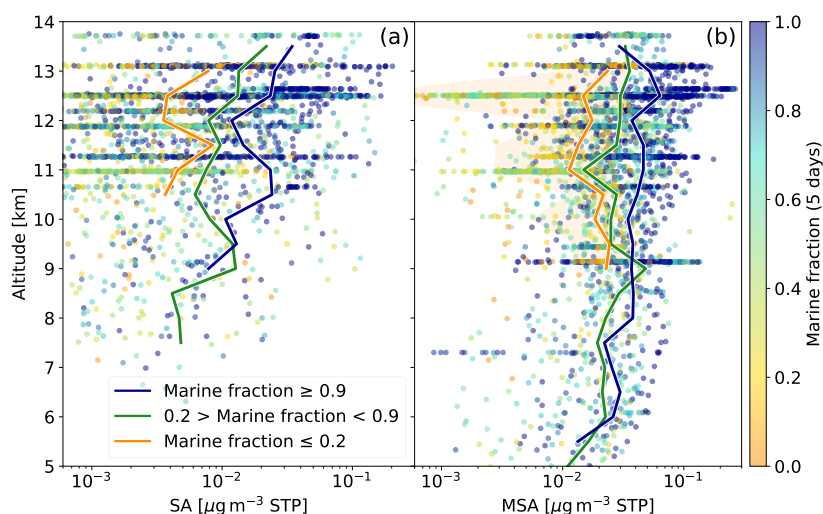 14
13
12
11
10
9
8
7
6
5
Altitude [km]
(a)
Marine fraction ≥ 0.9
0.2 > Marine fraction < 0.9
Marine fraction ≤ 0.2
10⁻³
10⁻²
10⁻¹
SA [μg m⁻³ STP]
(b)
10⁻³
10⁻²
10⁻¹
MSA [μg m⁻³ STP]
1.0
0.8
0.6
0.4
0.2
0.0
Marine fraction (5 days)